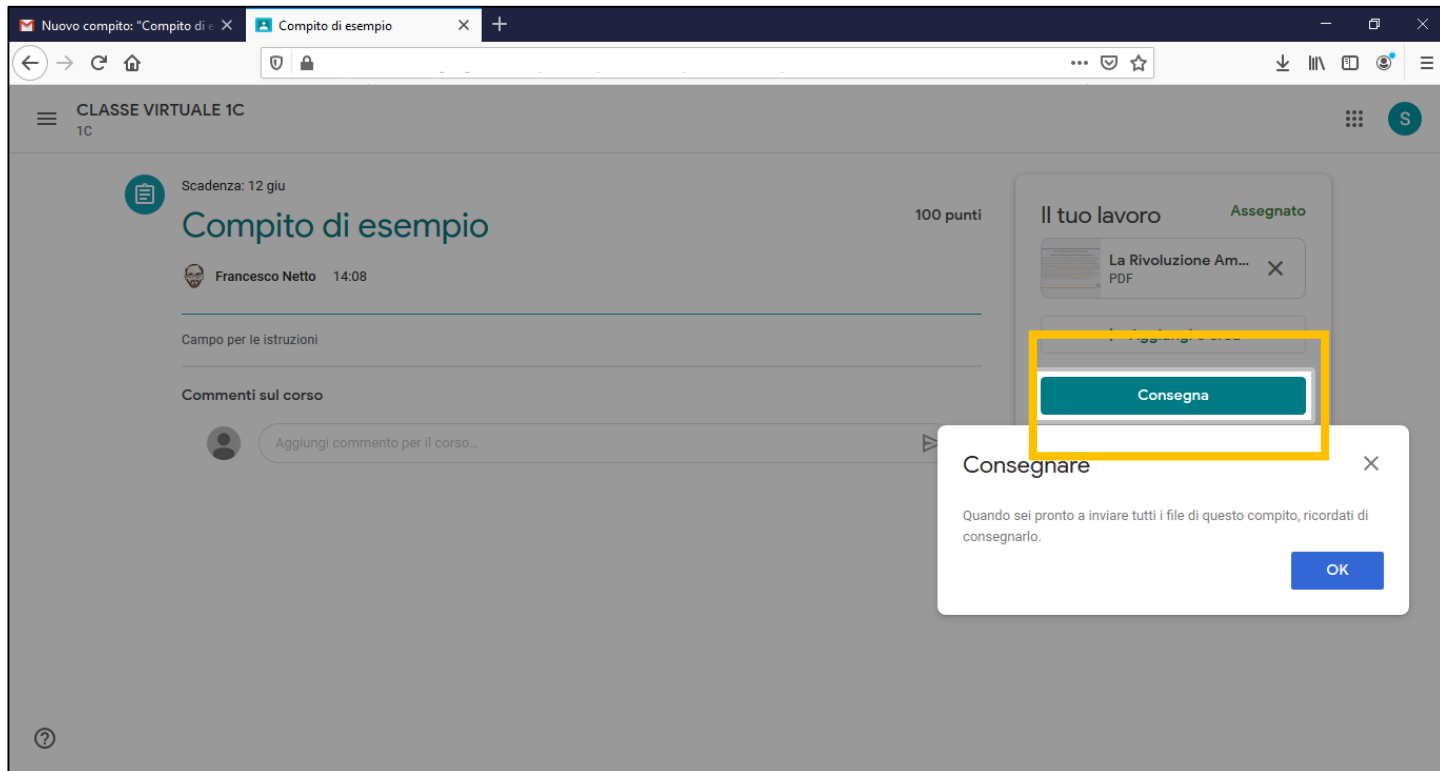 Nuovo compito: "Compito di e
Compito di esempio
CLASSE VIRTUALE 1C
1C
S
Scadenza: 12 giu
Compito di esempio
100 punti
Francesco Netto 14:08
Campo per le istruzioni
Commenti sul corso
Aggiungi commento per il corso...
Il tuo lavoro
Assegnato
La Rivoluzione Am...
PDF
Consegna
Consegnare
Quando sei pronto a inviare tutti i file di questo compito, ricordati di
consegnarlo.
OK